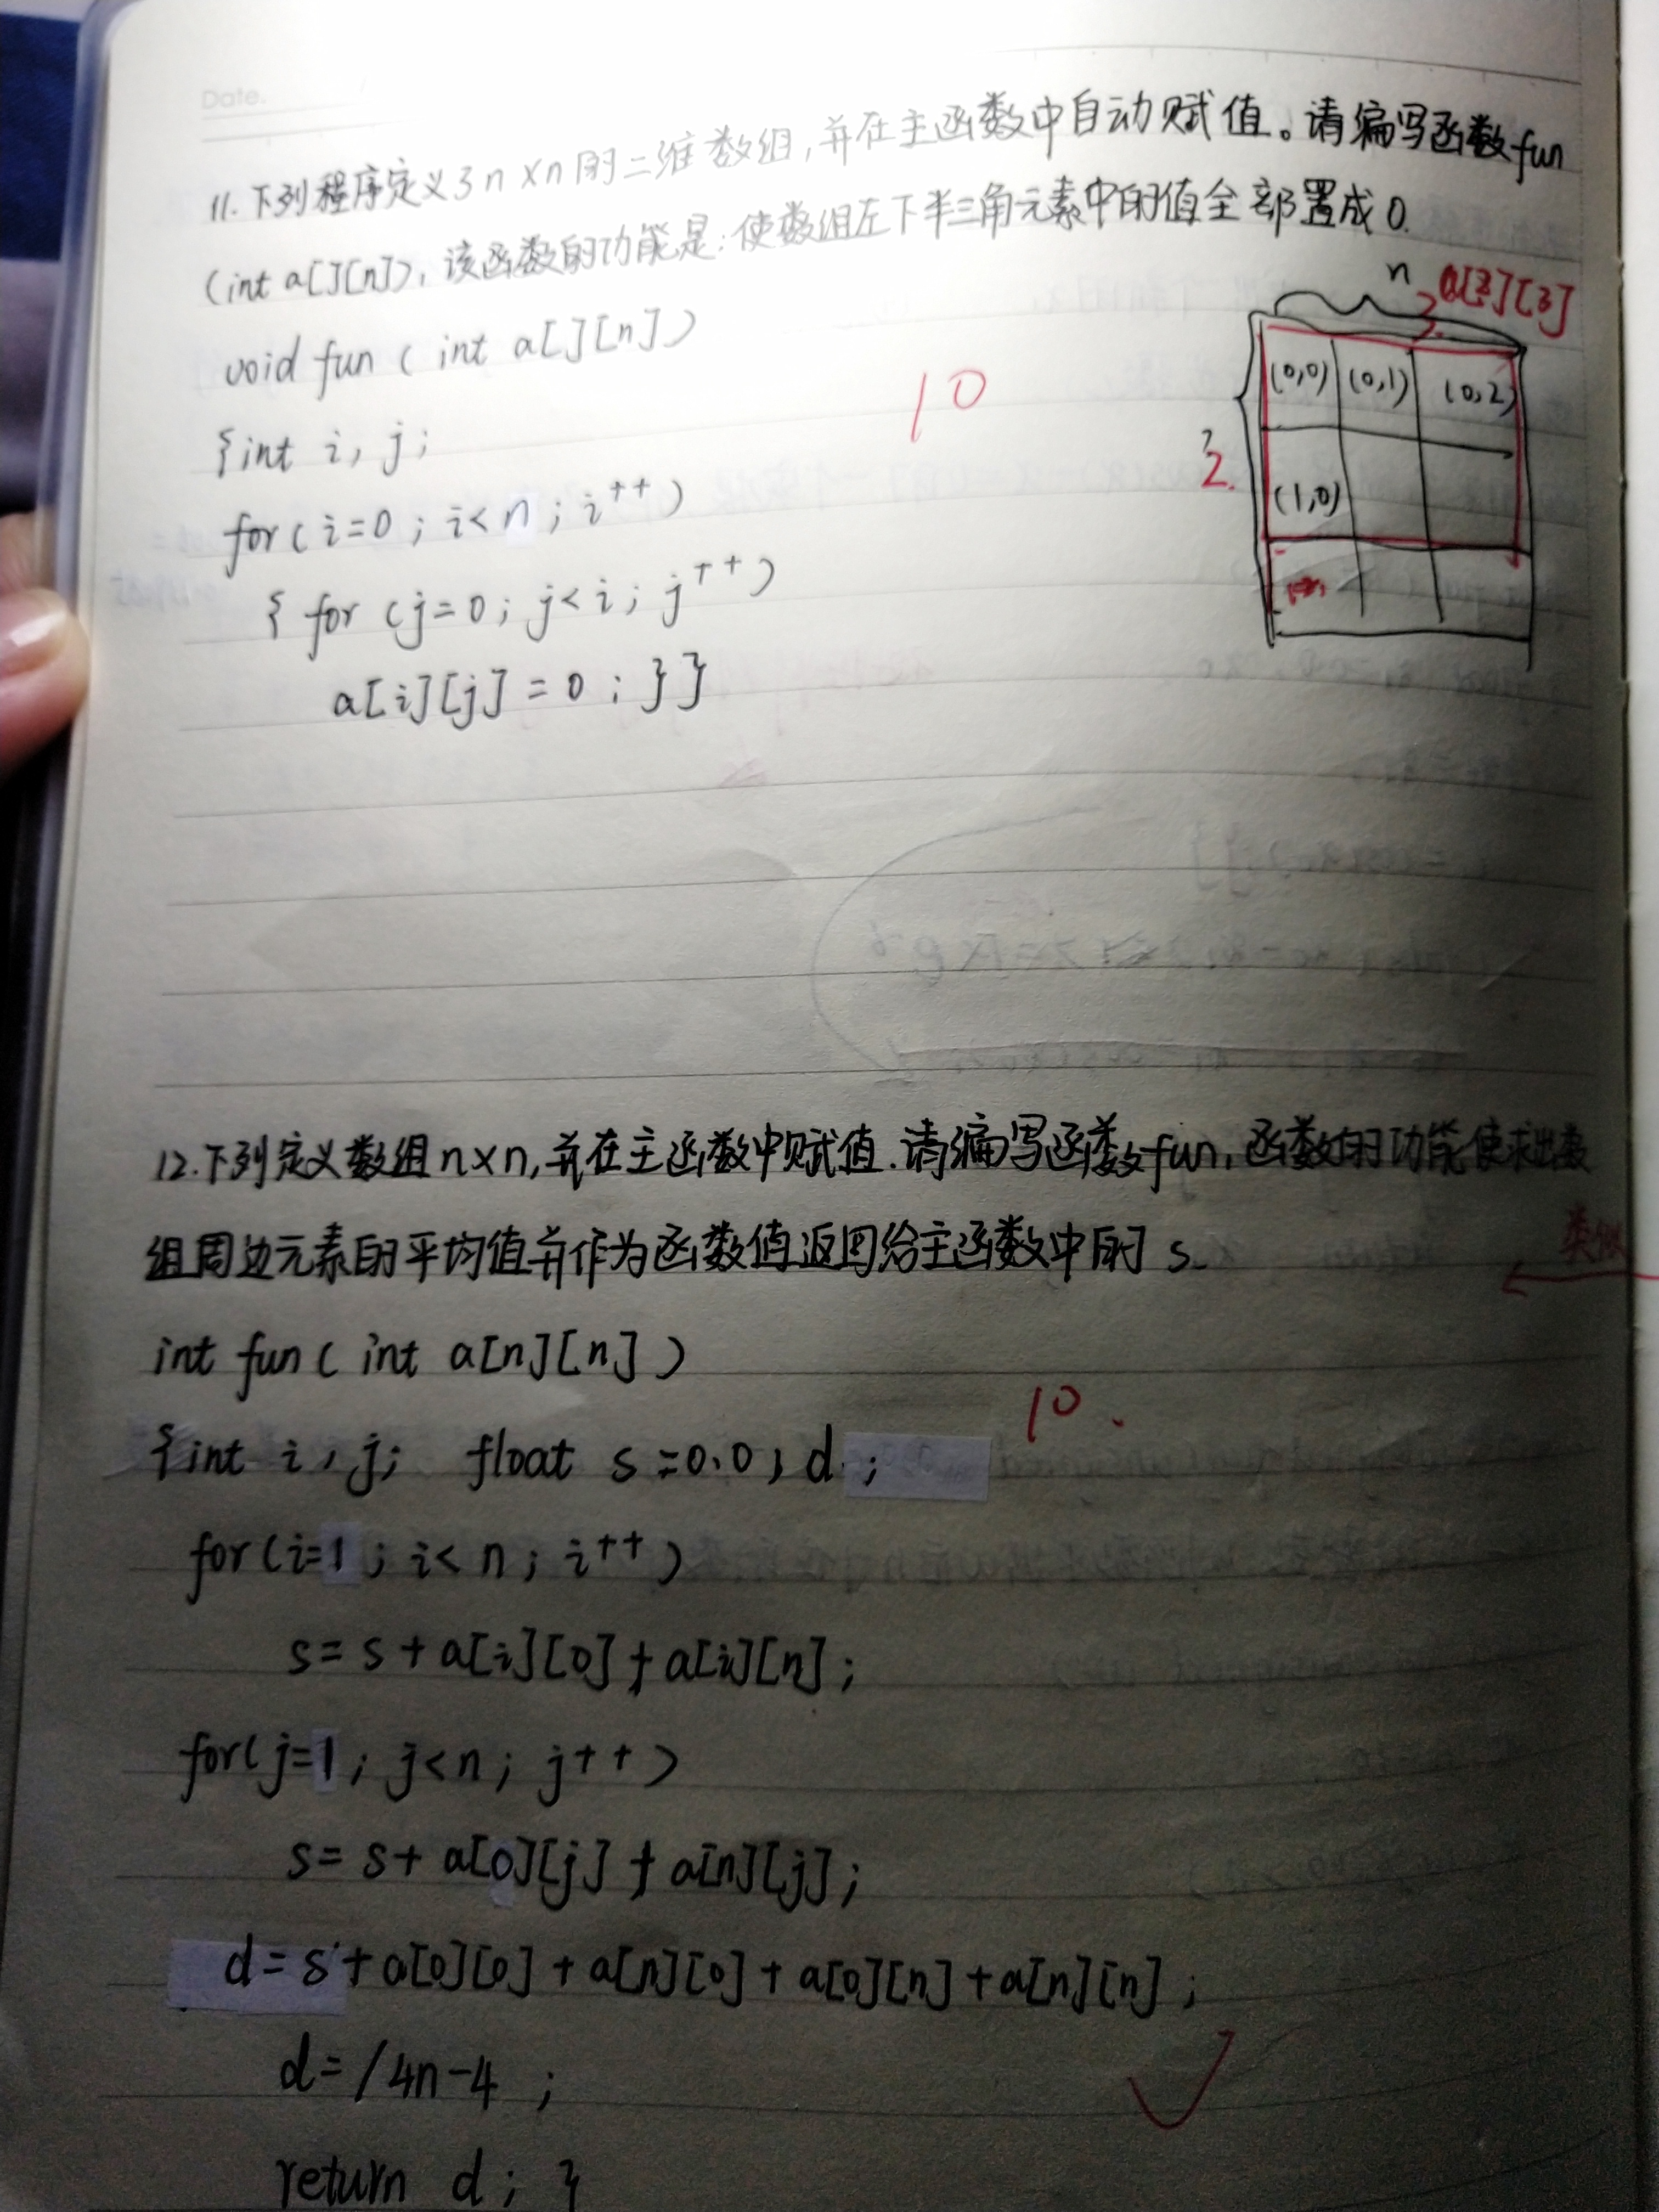 Date.
11.下列程序定义了n×n的二维数组,并在主函数中自动赋值。请编写函数fun
(int a[][n]),该函数的功能是:使数组左下半三角元素中的值全部置成0.
n a[3][3]
3.
void fun ( int a[][n])
10
(0,0) (0,1) (0,2)
{int i, j;
2.
(1,0)
for(i=0; i<n; i++)
{ for (j=0; j<i; j++)
a[i][j]=0; }}
12.下列定义数组n×n,并在主函数中赋值.请编写函数fun,函数的功能使求出数
组周边元素的平均值并作为函数值返回给主函数中的s.
类似
int fun( int a[n][n])
10.
{int i, j; float s=0.0, d;
for(i=1; i<n; i++)
s=s+a[i][0]+a[i][n];
for(j=1; j<n; j++)
s=s+a[0][j]+a[n][j];
d=s+a[0][0]+a[n][0]+a[0][n]+a[n][n];
d=/4n-4;
return d; }